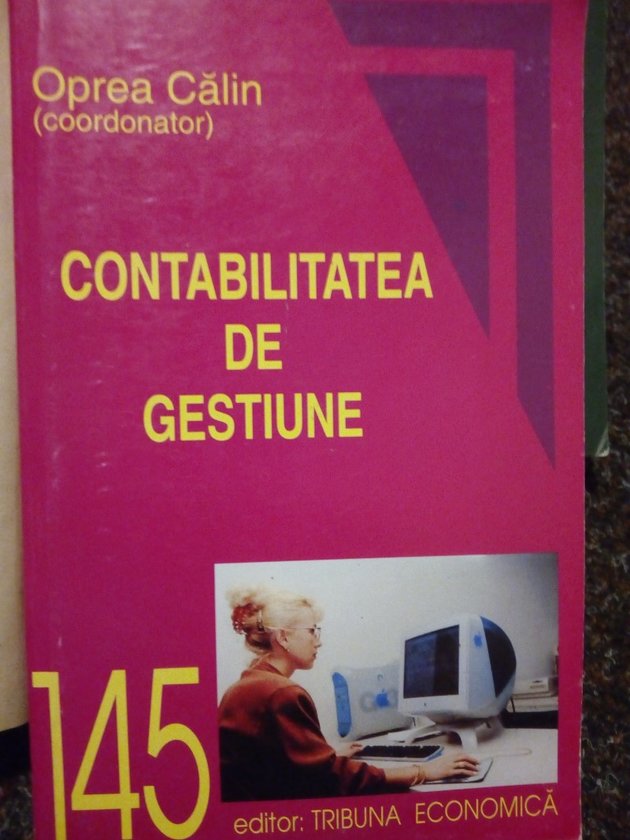 Oprea Călin
(coordonator)
CONTABILITATEA
DE
GESTIUNE
145
editor: TRIBUNA ECONOMICĂ